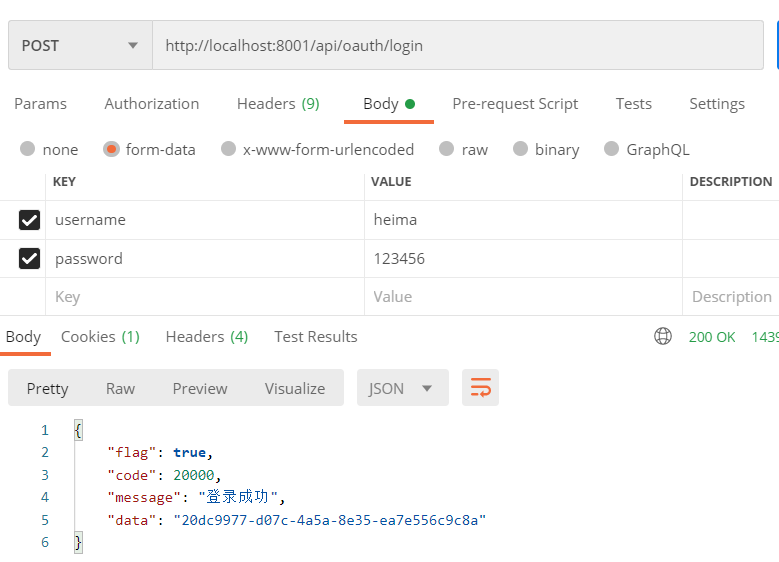 POST http://localhost:8001/api/oauth/login
Params Authorization Headers (9) Body Pre-request Script Tests Settings
none form-data x-www-form-urlencoded raw binary GraphQL
KEY VALUE DESCRIPTION
username heima
password 123456
Key Value Description
Body Cookies (1) Headers (4) Test Results 200 OK 1439
Pretty Raw Preview Visualize JSON
1 {
2 "flag": true,
3 "code": 20000,
4 "message": "登录成功",
5 "data": "20dc9977-d07c-4a5a-8e35-ea7e556c9c8a"
6 }